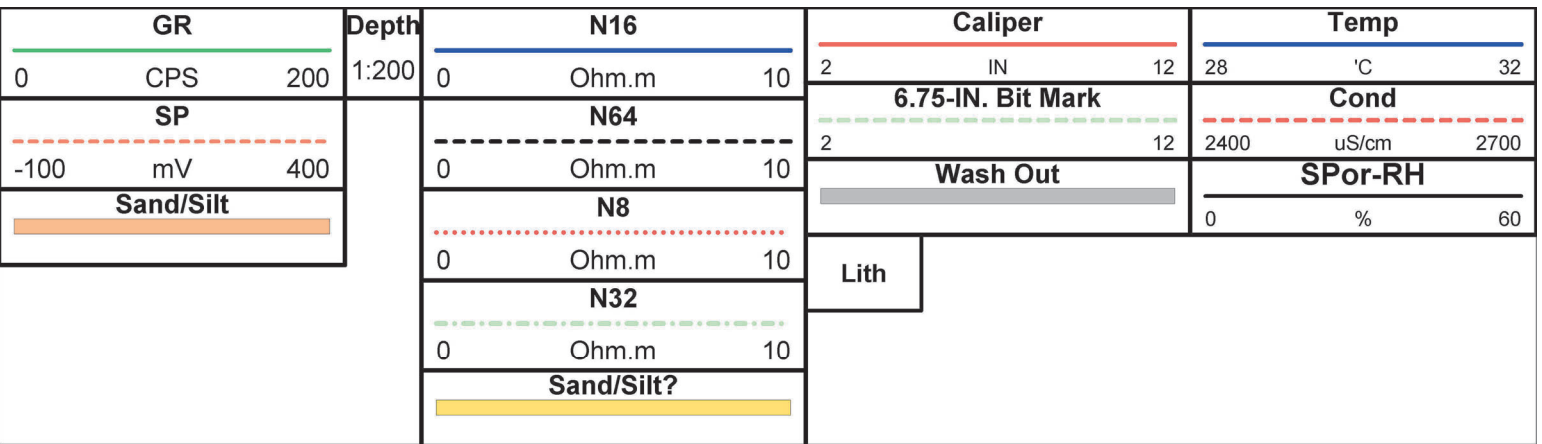 GR
0 CPS 200
SP
-100 mV 400
Sand/Silt
Depth
1:200
N16
0 Ohm.m 10
N64
0 Ohm.m 10
N8
0 Ohm.m 10
N32
0 Ohm.m 10
Sand/Silt?
Caliper
2 IN 12
6.75-IN. Bit Mark
2 12
Wash Out
Lith
Temp
28 'C 32
Cond
2400 uS/cm 2700
SPor-RH
0 % 60